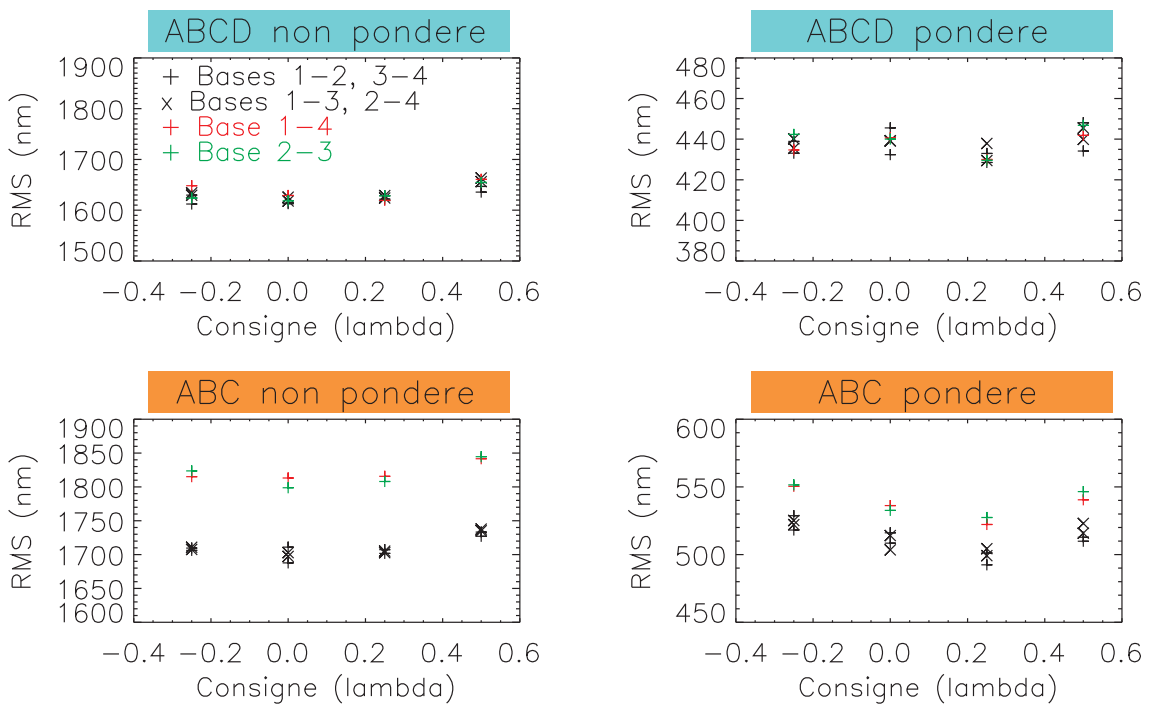 ABCD non pondere
1900
1800
1700
1600
1500
RMS (nm)
+ Bases 1-2, 3-4
x Bases 1-3, 2-4
+ Base 1-4
+ Base 2-3
-0.4 -0.2 0.0 0.2 0.4 0.6
Consigne (lambda)
ABCD pondere
480
460
440
420
400
380
RMS (nm)
-0.4 -0.2 0.0 0.2 0.4 0.6
Consigne (lambda)
ABC non pondere
1900
1850
1800
1750
1700
1650
1600
RMS (nm)
-0.4 -0.2 0.0 0.2 0.4 0.6
Consigne (lambda)
ABC pondere
600
550
500
450
RMS (nm)
-0.4 -0.2 0.0 0.2 0.4 0.6
Consigne (lambda)